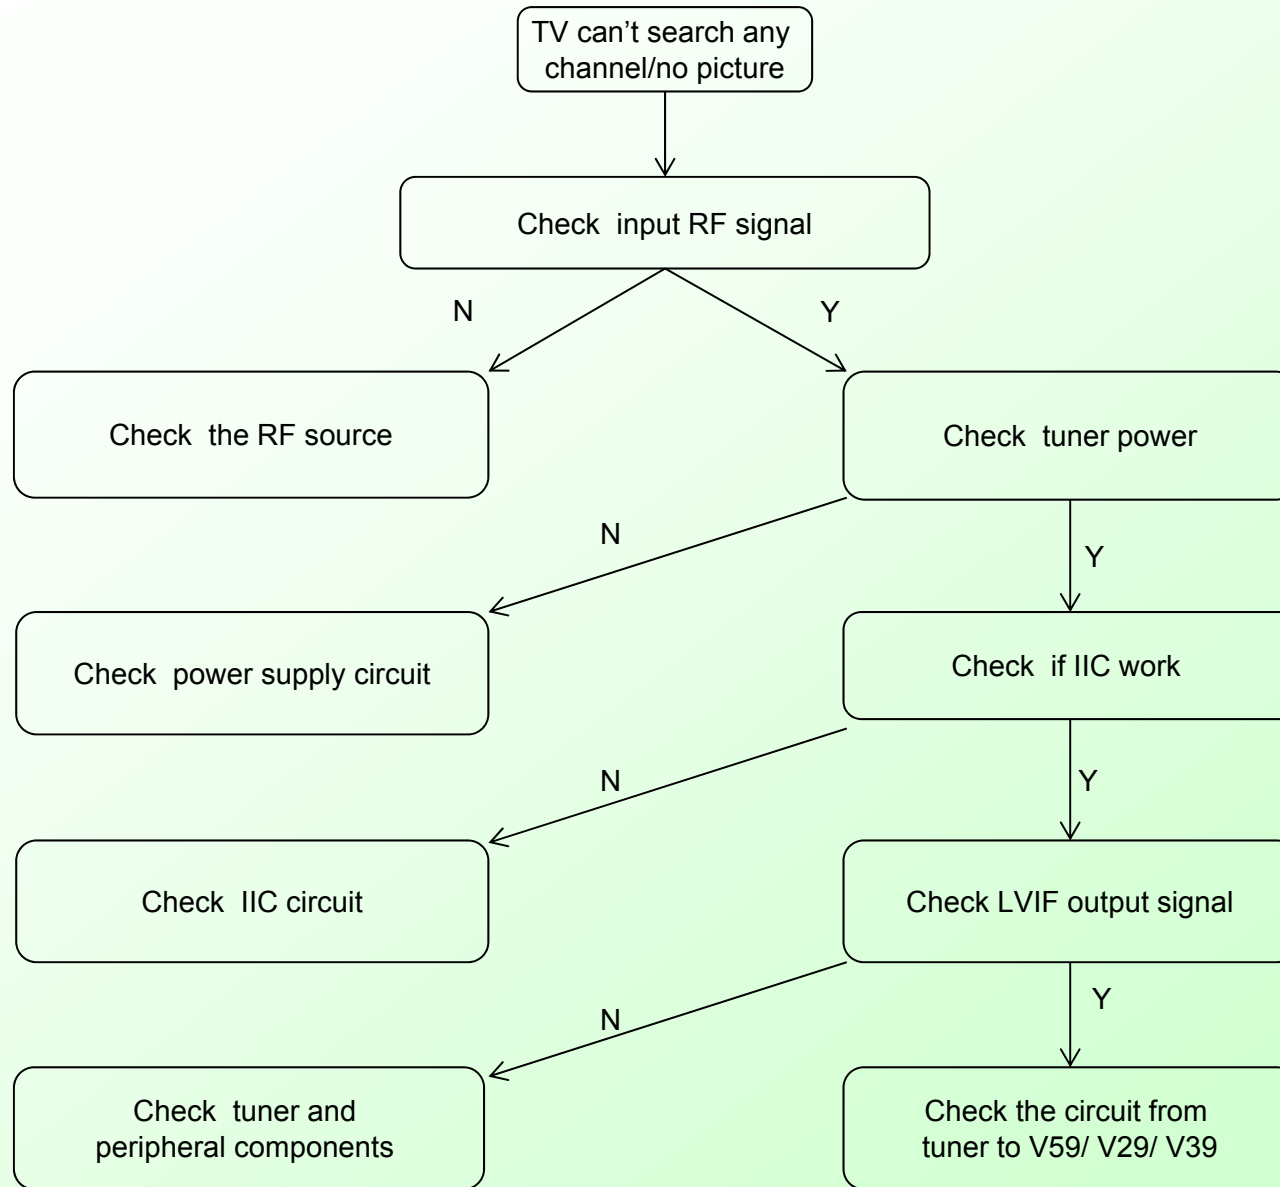 TV can't search any
channel/no picture
Check input RF signal
N
Y
Check the RF source
Check tuner power
N
Y
Check power supply circuit
Check if IIC work
N
Y
Check IIC circuit
Check LVIF output signal
N
Y
Check tuner and
peripheral components
Check the circuit from
tuner to V59/ V29/ V39